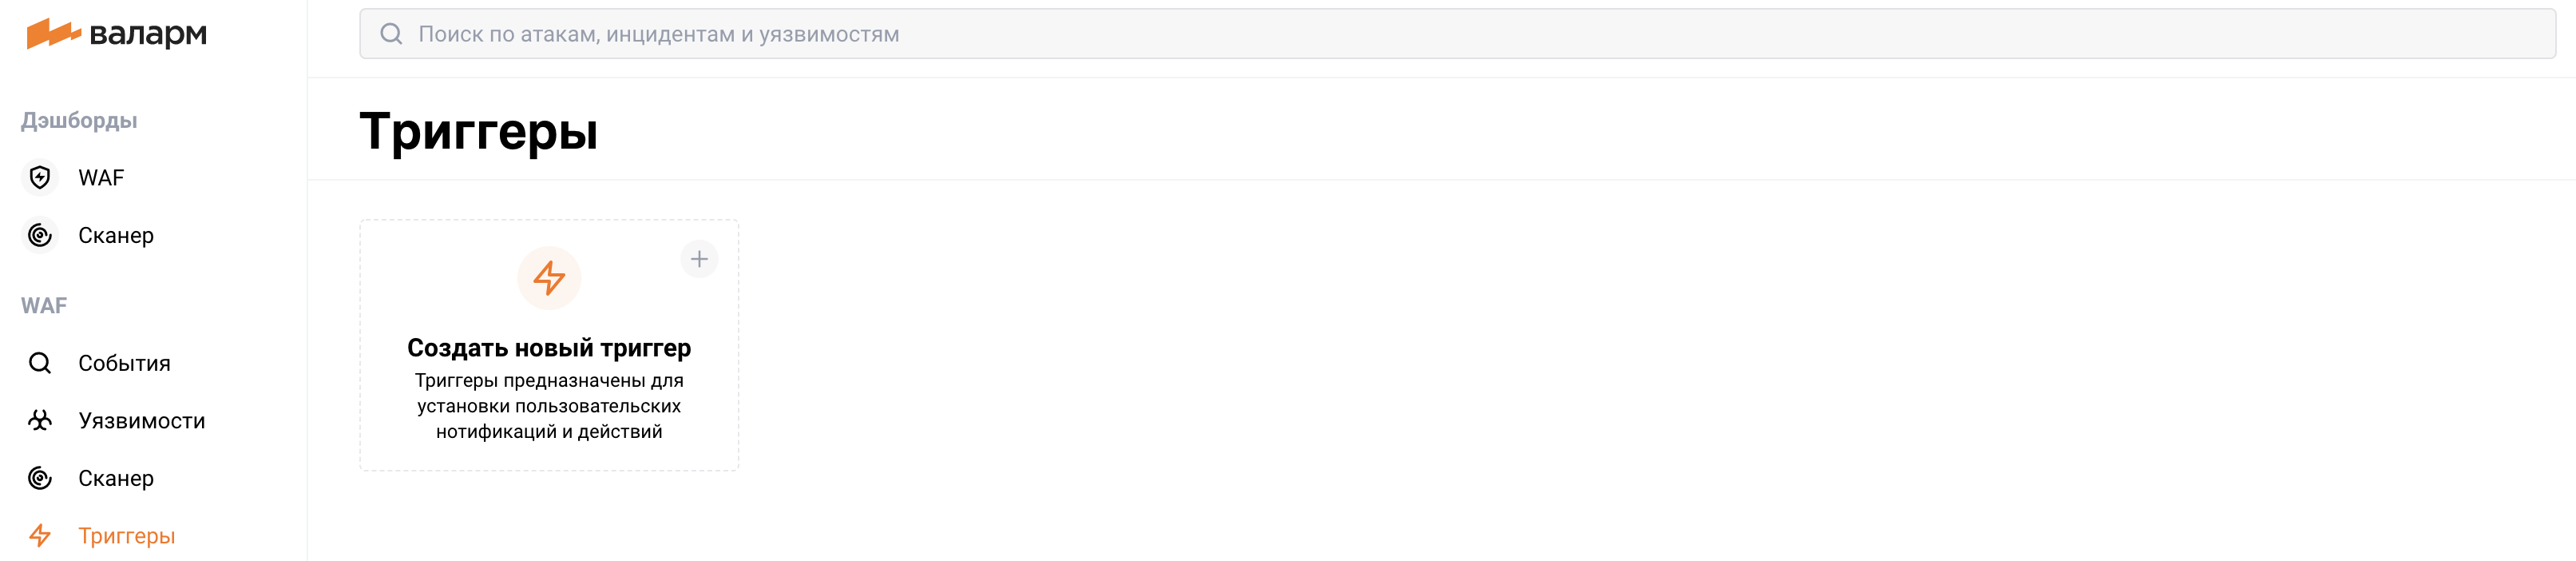 валарм
Поиск по атакам, инцидентам и уязвимостям
Дэшборды
WAF
Сканер
WAF
События
Уязвимости
Сканер
Триггеры
Триггеры
Создать новый триггер
Триггеры предназначены для
установки пользовательских
нотификаций и действий